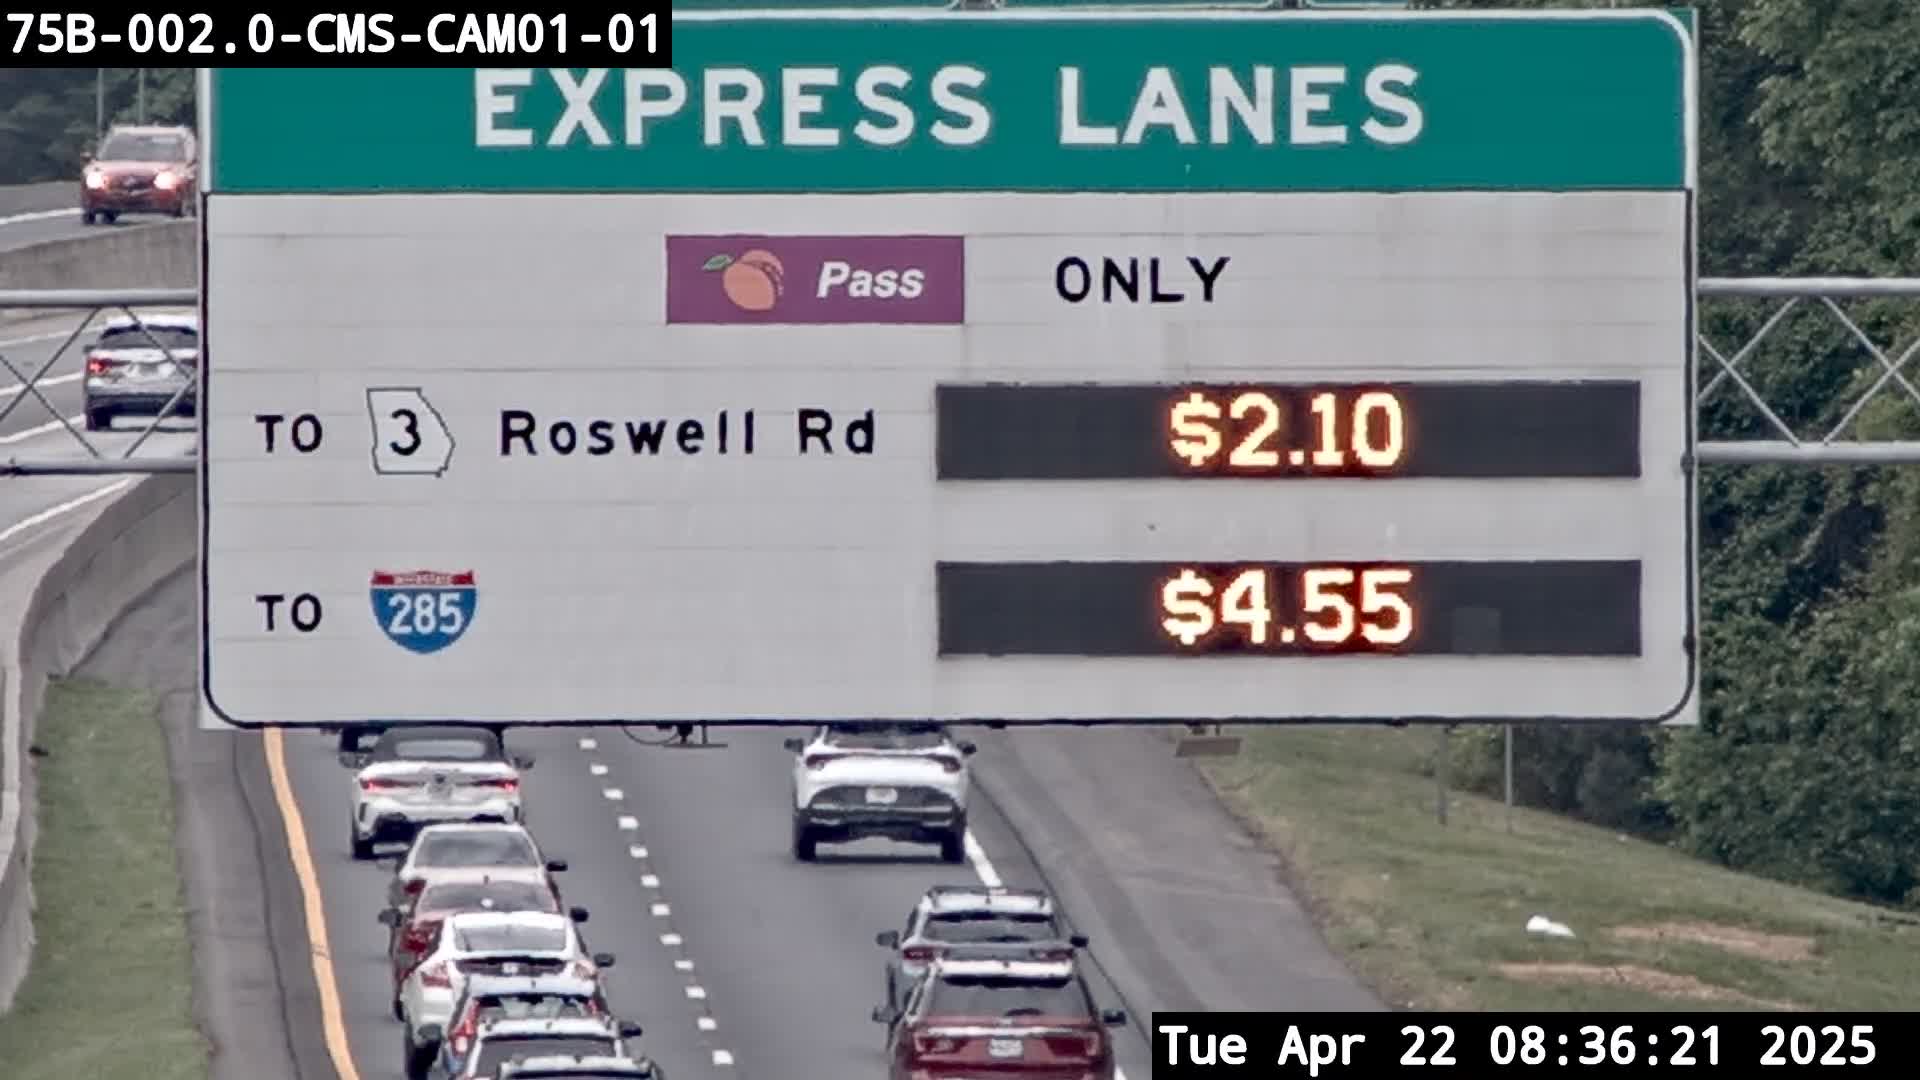 75B-002.0-CMS-CAM01-01
EXPRESS LANES
Pass ONLY
TO 3 Roswell Rd $2.10
INTERSTATE
TO 285 $4.55
Tue Apr 22 08:36:21 2025